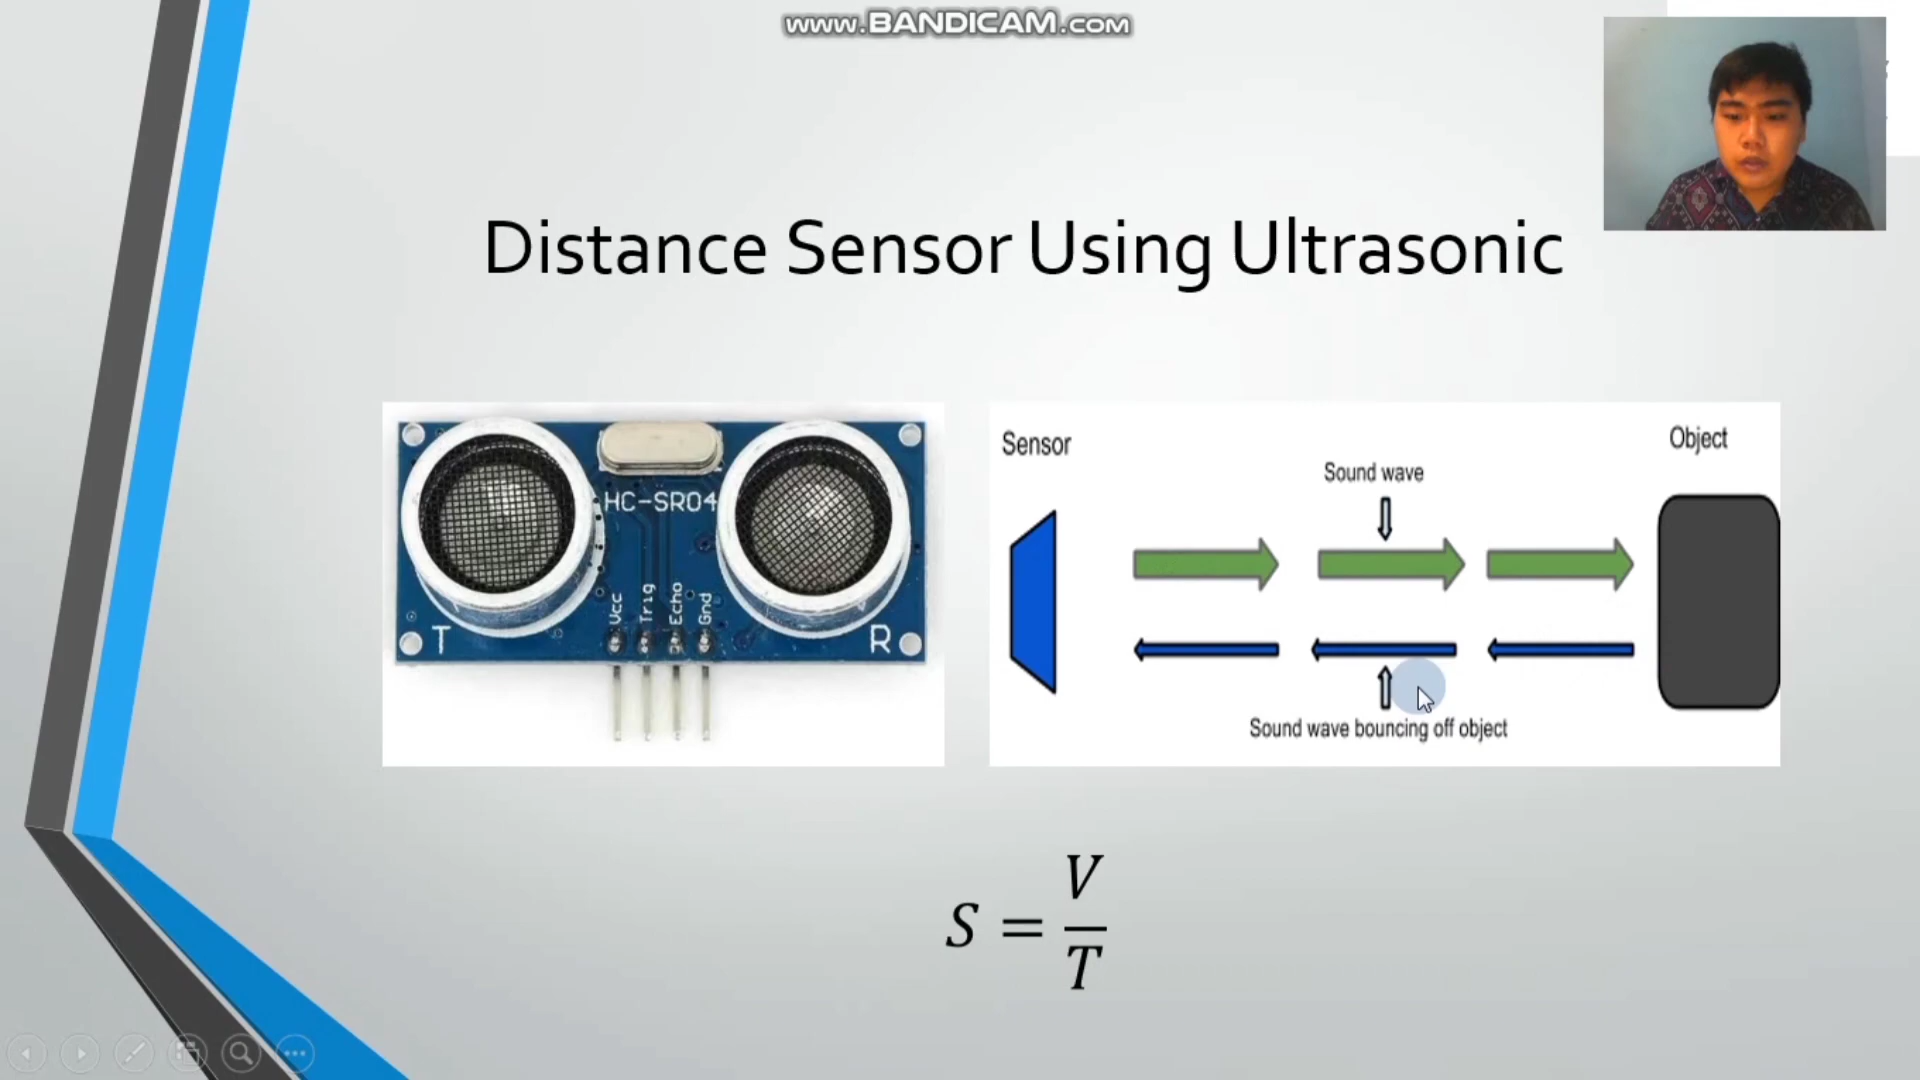 www.BANDICAM.com
Distance Sensor Using Ultrasonic
HC-SR04
Vcc
Trig
Echo
Gnd
T
R
Sensor
Object
Sound wave
Sound wave bouncing off object
S = V/T